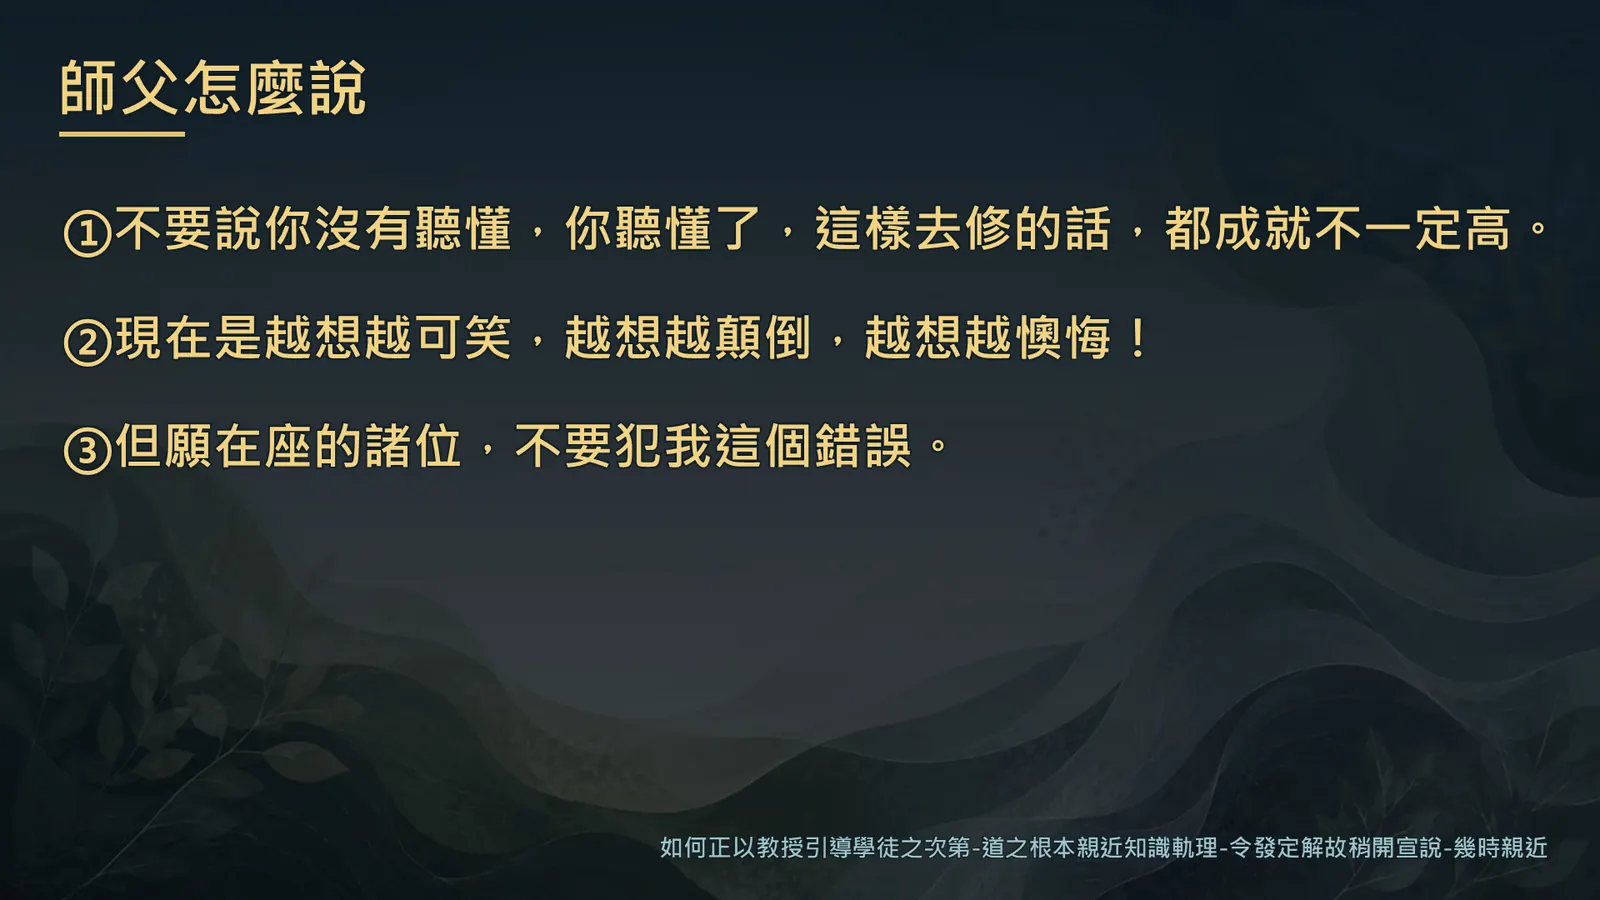 師父怎麼說
①不要說你沒有聽懂，你聽懂了，這樣去修的話，都成就不一定高。
②現在是越想越可笑，越想越顛倒，越想越懊悔！
③但願在座的諸位，不要犯我這個錯誤。
如何正以教授引導學徒之次第-道之根本親近知識軌理-令發定解故稍開宣說-幾時親近